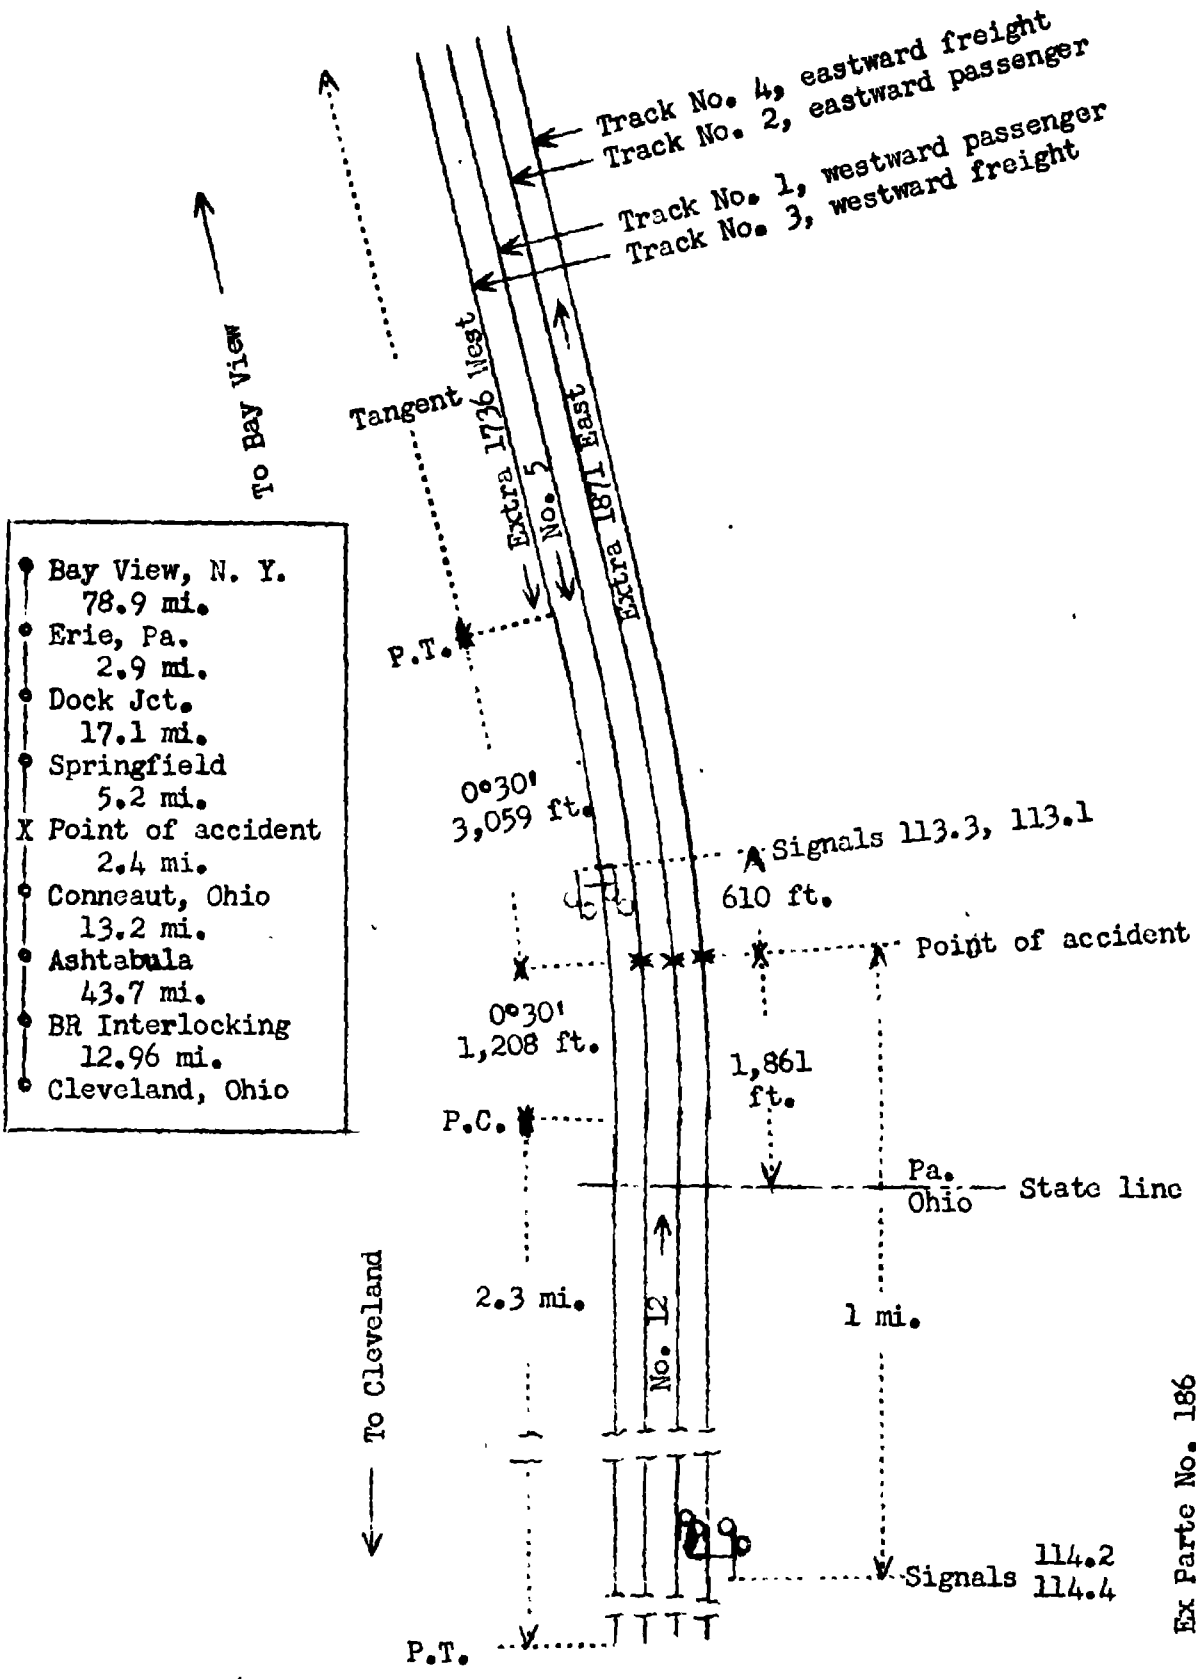 Track No. 4, eastward freight
Track No. 2, eastward passenger
Track No. 1, westward passenger
Track No. 3, westward freight
To Bay View
Tangent
Extra 1736 West
No. 5
Extra 1871 East
Bay View, N. Y.
78.9 mi.
Erie, Pa.
2.9 mi.
Dock Jct.
17.1 mi.
Springfield
5.2 mi.
X Point of accident
2.4 mi.
Conneaut, Ohio
13.2 mi.
Ashtabula
43.7 mi.
BR Interlocking
12.96 mi.
Cleveland, Ohio
P.T.
0°30'
3,059 ft.
Signals 113.3, 113.1
610 ft.
Point of accident
0°30'
1,208 ft.
1,861
ft.
P.C.
Pa.
Ohio
State line
To Cleveland
2.3 mi.
No. 12
1 mi.
Signals 114.2
114.4
P.T.
Ex Parte No. 186